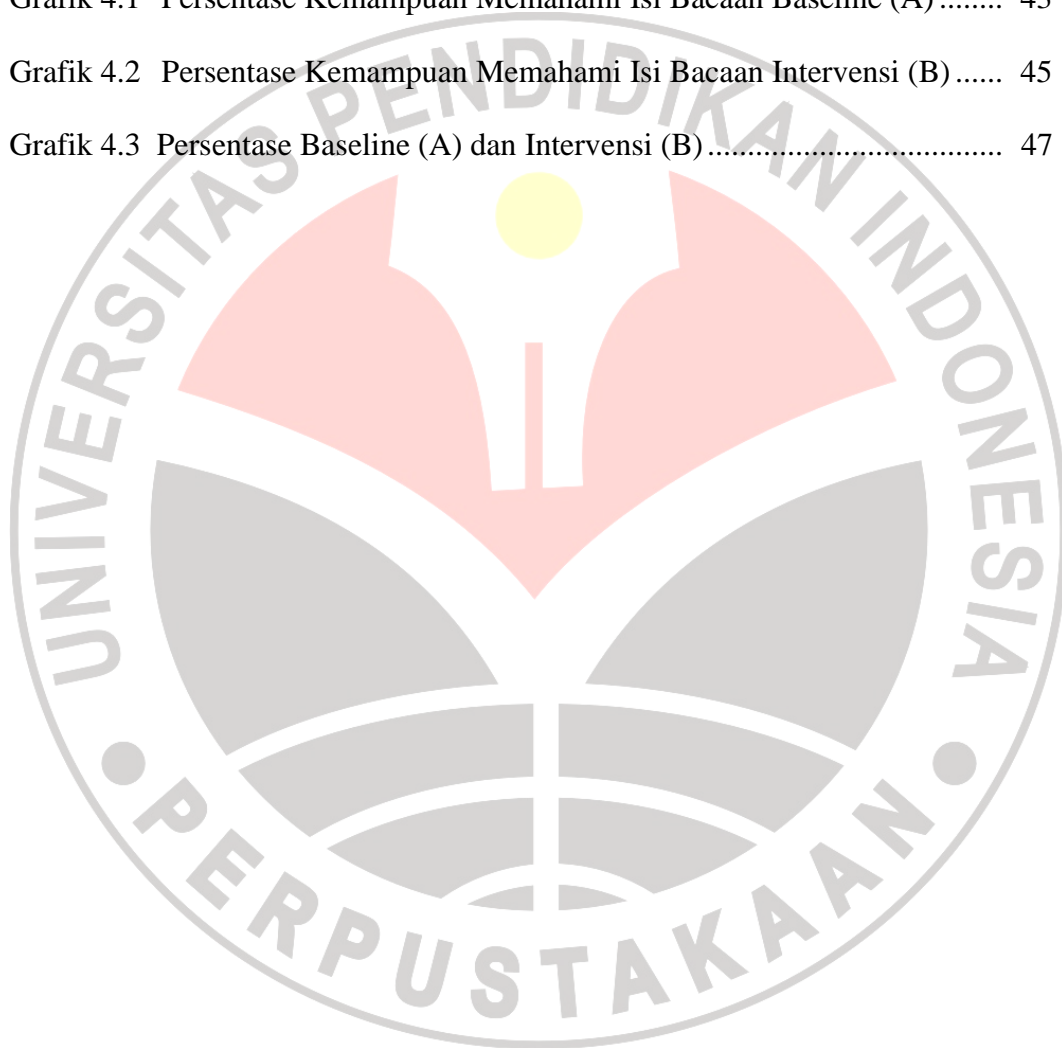 Grafik 4.1 Persentase Kemampuan Memahami Isi Bacaan Baseline (A)........
Grafik 4.2 Persentase Kemampuan Memahami Isi Bacaan Intervensi (B) ...... 45
Grafik 4.3 Persentase Baseline (A) dan Intervensi (B).................................. 47
UNIVERSITAS PENDIDIKAN INDONESIA
PERPUSTAKAAN